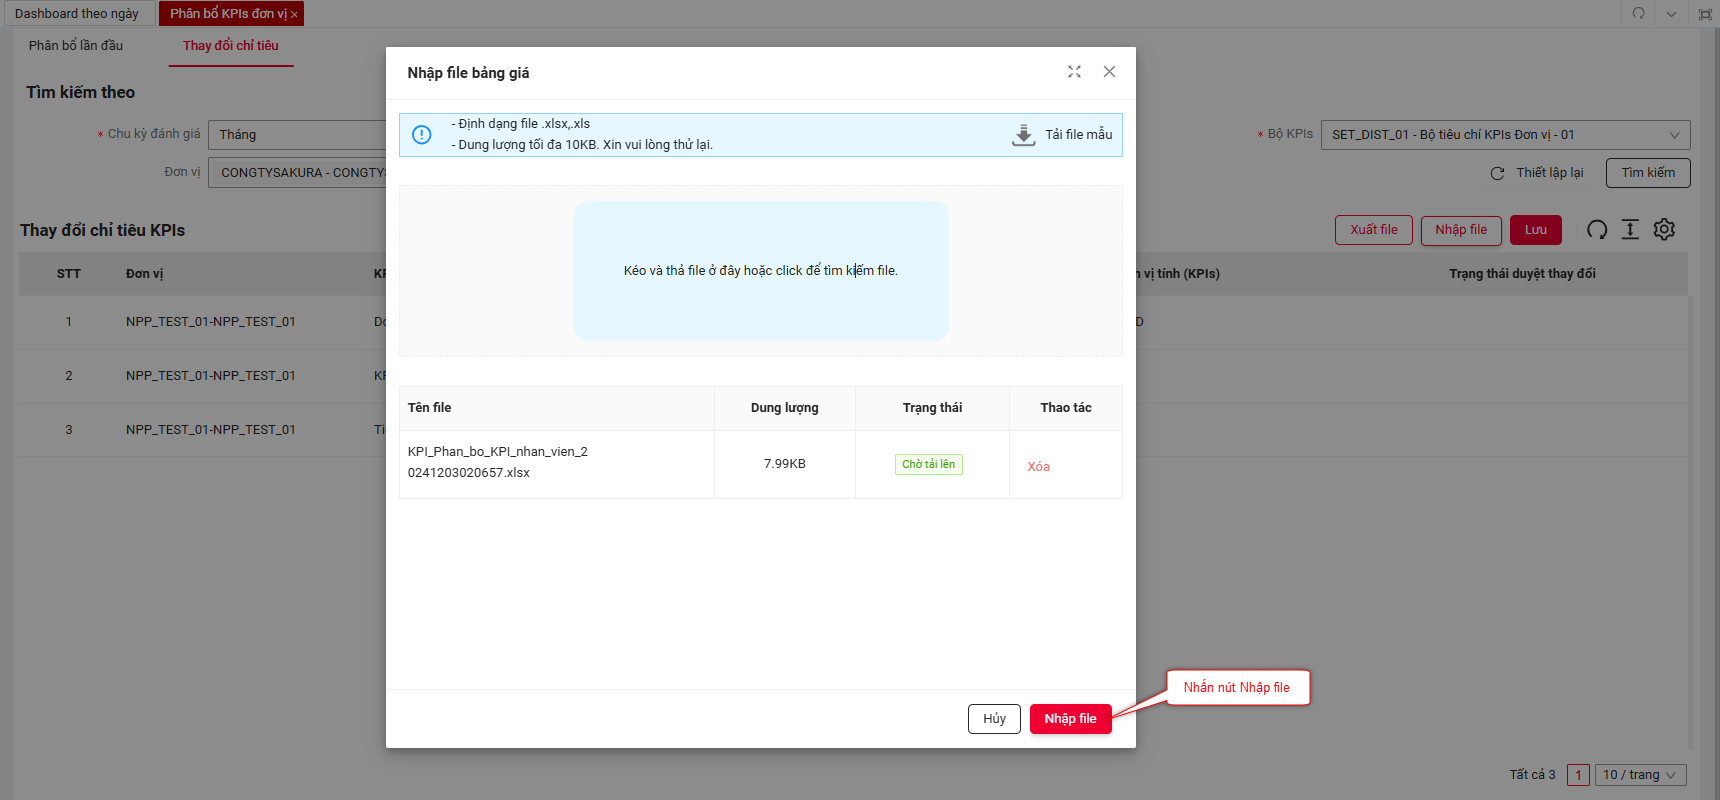 Dashboard theo ngày
Phân bổ KPIs đơn vị
Phân bổ lần đầu
Thay đổi chỉ tiêu
Tìm kiếm theo
* Chu kỳ đánh giá
Tháng
* Bộ KPIs
SET_DIST_01 - Bộ tiêu chí KPIs Đơn vị - 01
Đơn vị
CONGTYSAKURA - CONGTYS
Thiết lập lại
Tìm kiếm
Thay đổi chỉ tiêu KPIs
Xuất file
Nhập file
Lưu
STT
Đơn vị
vị tính (KPIs)
Trạng thái duyệt thay đổi
1
NPP_TEST_01-NPP_TEST_01
D
2
NPP_TEST_01-NPP_TEST_01
3
NPP_TEST_01-NPP_TEST_01
Nhập file bảng giá
- Định dạng file .xlsx,.xls
- Dung lượng tối đa 10KB. Xin vui lòng thử lại.
Tải file mẫu
Kéo và thả file ở đây hoặc click để tìm kiếm file.
Tên file
Dung lượng
Trạng thái
Thao tác
KPI_Phan_bo_KPI_nhan_vien_2
0241203020657.xlsx
7.99KB
Chờ tải lên
Xóa
Hủy
Nhập file
Nhấn nút Nhập file
Tất cả 3
1
10 / trang